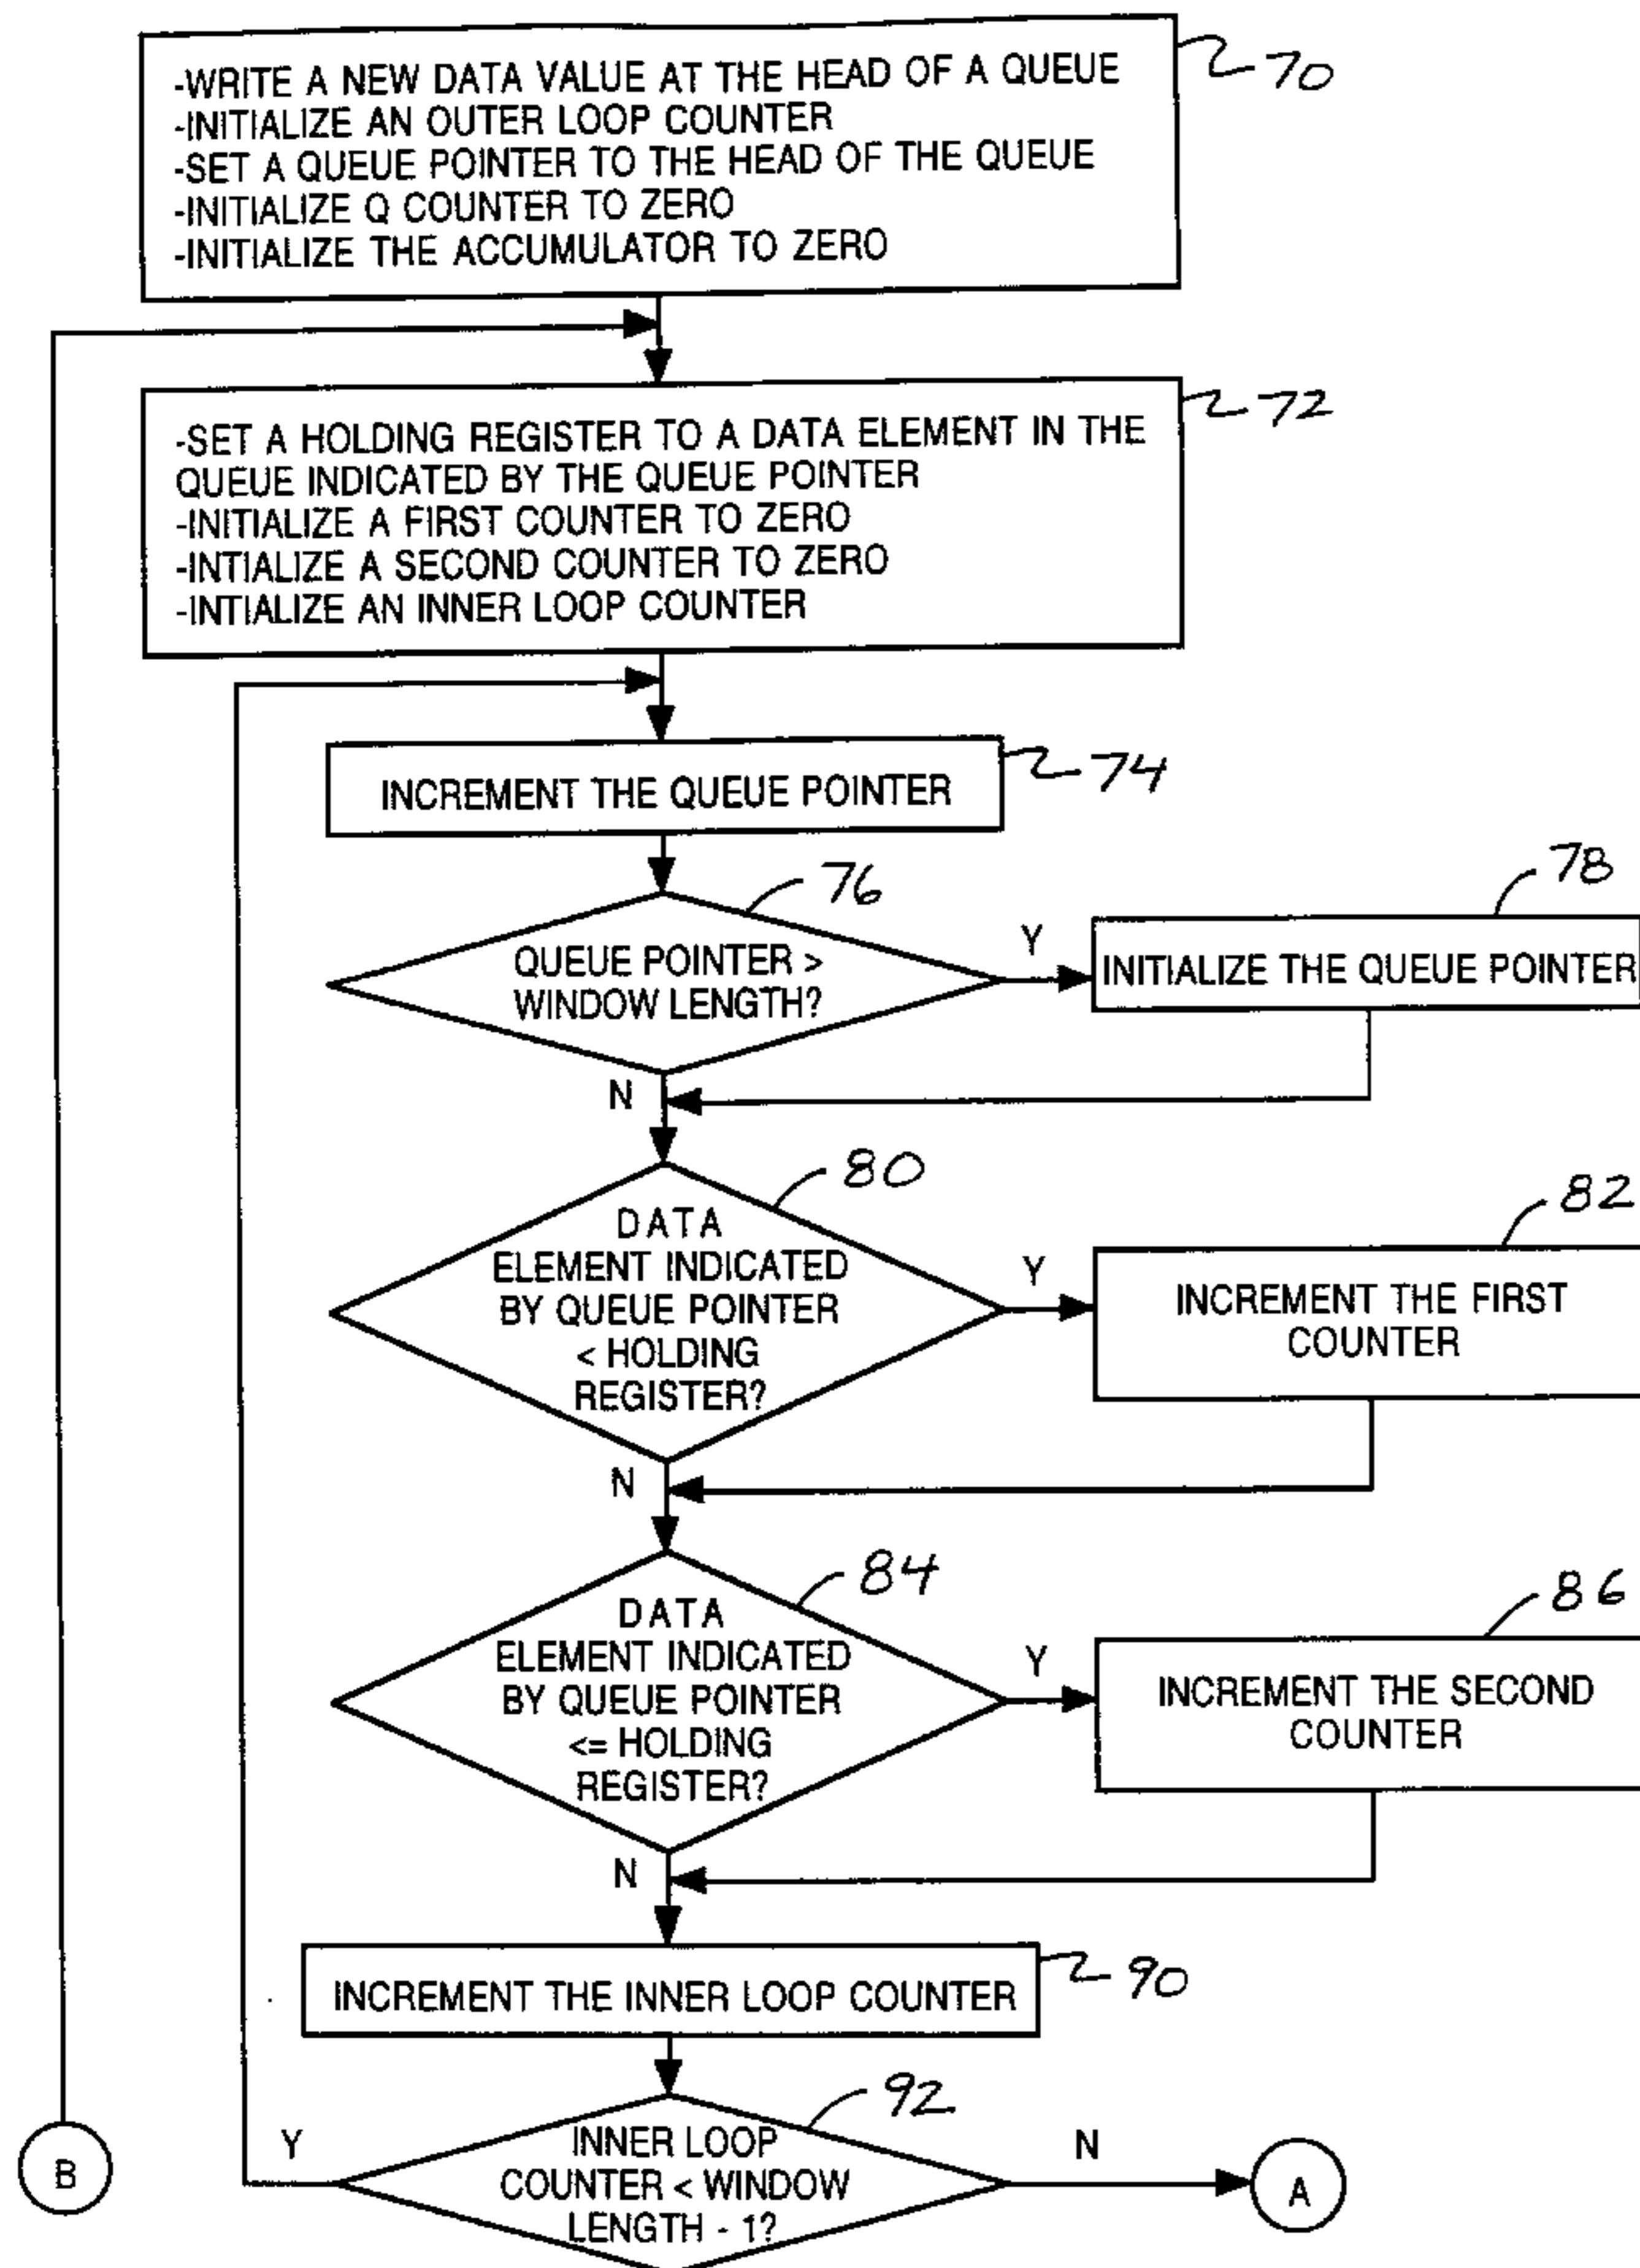 -WRITE A NEW DATA VALUE AT THE HEAD OF A QUEUE
-INITIALIZE AN OUTER LOOP COUNTER
-SET A QUEUE POINTER TO THE HEAD OF THE QUEUE
-INITIALIZE Q COUNTER TO ZERO
-INITIALIZE THE ACCUMULATOR TO ZERO
70
-SET A HOLDING REGISTER TO A DATA ELEMENT IN THE
QUEUE INDICATED BY THE QUEUE POINTER
-INITIALIZE A FIRST COUNTER TO ZERO
-INTIALIZE A SECOND COUNTER TO ZERO
-INTIALIZE AN INNER LOOP COUNTER
72
INCREMENT THE QUEUE POINTER
74
76
QUEUE POINTER >
WINDOW LENGTH?
Y
78
INITIALIZE THE QUEUE POINTER
N
80
DATA
ELEMENT INDICATED
BY QUEUE POINTER
< HOLDING
REGISTER?
Y
82
INCREMENT THE FIRST
COUNTER
N
84
DATA
ELEMENT INDICATED
BY QUEUE POINTER
<= HOLDING
REGISTER?
Y
86
INCREMENT THE SECOND
COUNTER
N
INCREMENT THE INNER LOOP COUNTER
90
92
INNER LOOP
COUNTER < WINDOW
LENGTH - 1?
Y
N
B
A